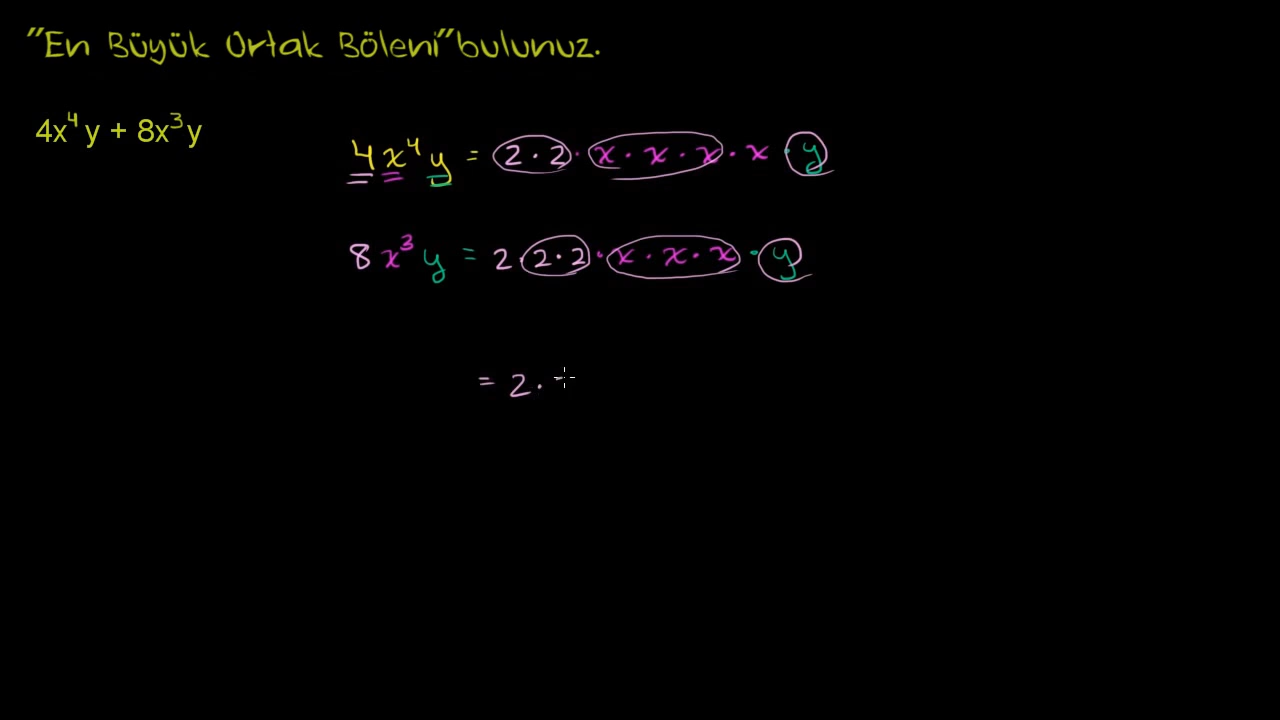 "En Büyük Ortak Böleni" bulunuz.
4x⁴y + 8x³y
4x⁴y = 2 · 2 · x · x · x · x · y
8x³y = 2 · 2 · 2 · x · x · x · y
= 2 ·